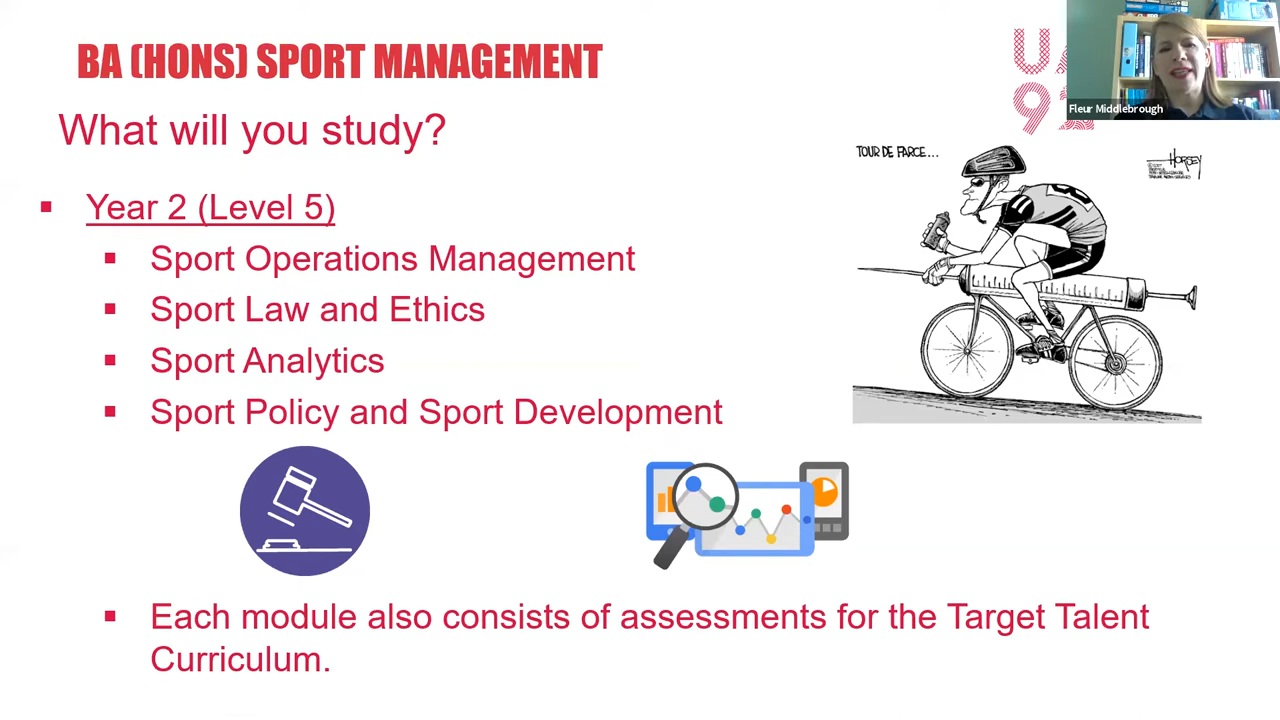 BA (HONS) SPORT MANAGEMENT
What will you study?
Year 2 (Level 5)
Sport Operations Management
Sport Law and Ethics
Sport Analytics
Sport Policy and Sport Development
Each module also consists of assessments for the Target Talent
Curriculum.
Fleur Middlebrough
TOUR DE FARCE...
HORSEY